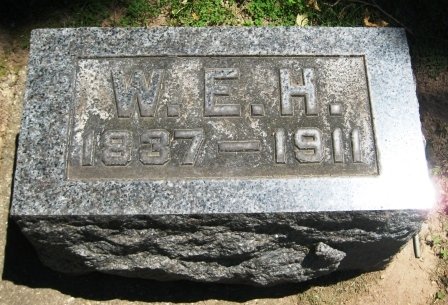 W. E. H.
1837 — 1911